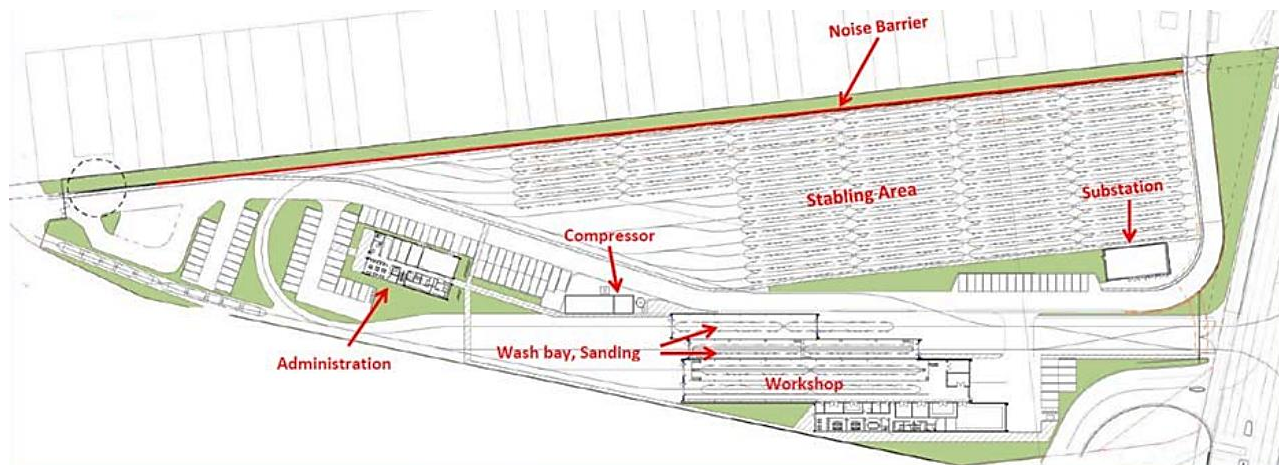 Noise Barrier
Stabling Area
Substation
Compressor
Wash bay, Sanding
Administration
Workshop